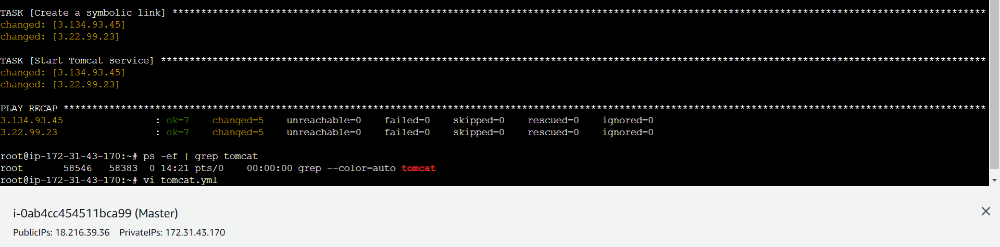 TASK [Create a symbolic link] **********************************************************************************************************************************************
changed: [3.134.93.45]
changed: [3.22.99.23]
TASK [Start Tomcat service] ************************************************************************************************************************************************
changed: [3.134.93.45]
changed: [3.22.99.23]
PLAY RECAP *****************************************************************************************************************************************************************
3.134.93.45 : ok=7 changed=5 unreachable=0 failed=0 skipped=0 rescued=0 ignored=0
3.22.99.23 : ok=7 changed=5 unreachable=0 failed=0 skipped=0 rescued=0 ignored=0
root@ip-172-31-43-170:~# ps -ef | grep tomcat
root 58546 58383 0 14:21 pts/0 00:00:00 grep --color=auto tomcat
root@ip-172-31-43-170:~# vi tomcat.yml
i-0ab4cc454511bca99 (Master)
PublicIPs: 18.216.39.36 PrivateIPs: 172.31.43.170